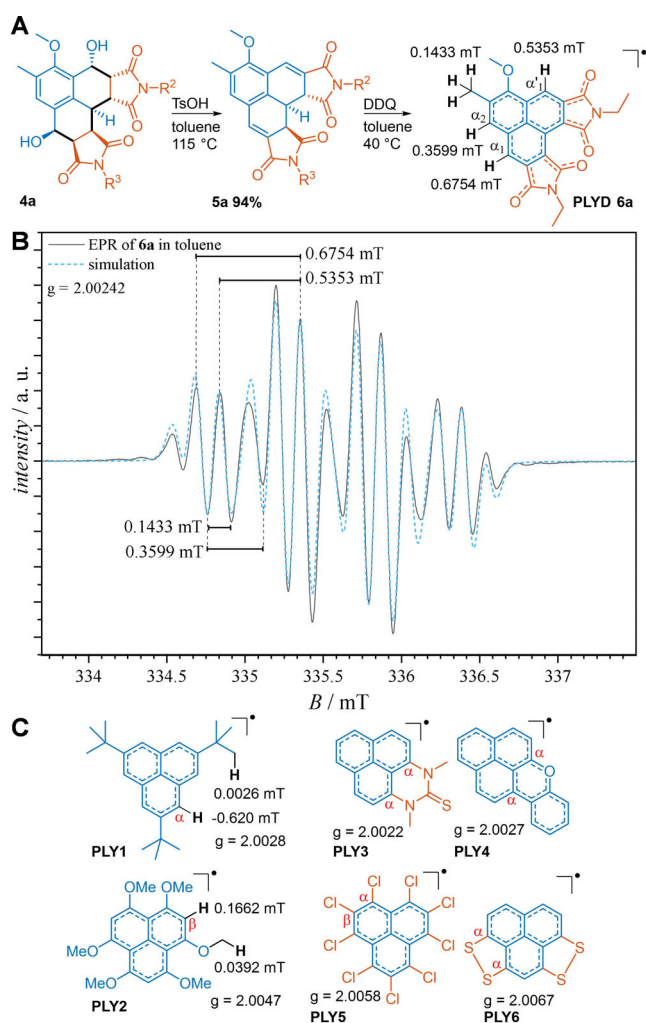 A
O
OH
O
N-R²
O
H
HO
O
O
N
R³
4a
TsOH
toluene
115 °C
O
O
N-R²
O
H
O
O
N
R³
5a 94%
DDQ
toluene
40 °C
0.1433 mT
0.5353 mT
H
H
H
O
H
α'₁
O
N
O
H
α₂
H
α₁
O
N
O
0.3599 mT
0.6754 mT
PLYD 6a
B
EPR of 6a in toluene
simulation
g = 2.00242
0.6754 mT
0.5353 mT
0.1433 mT
0.3599 mT
intensity / a. u.
334
334.5
335
335.5
336
336.5
337
B / mT
C
H
0.0026 mT
α
H
-0.620 mT
g = 2.0028
PLY1
α
N
S
α
N
g = 2.0022
PLY3
α
O
α
g = 2.0027
PLY4
OMe
OMe
H
0.1662 mT
β
MeO
O
H
0.0392 mT
MeO
OMe
g = 2.0047
PLY2
Cl
Cl
α
Cl
β
Cl
Cl
Cl
Cl
Cl
Cl
g = 2.0058
PLY5
α
S
α
S
S
S
g = 2.0067
PLY6